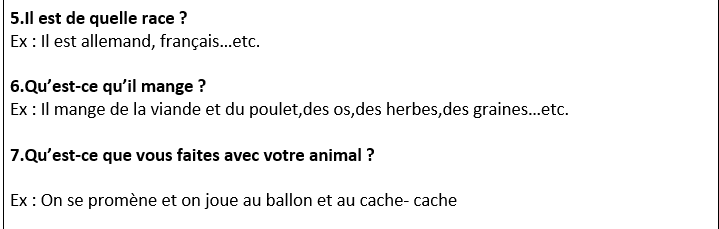 5.Il est de quelle race ?
Ex : Il est allemand, français...etc.
6.Qu’est-ce qu’il mange ?
Ex : Il mange de la viande et du poulet,des os,des herbes,des graines...etc.
7.Qu’est-ce que vous faites avec votre animal ?
Ex : On se promène et on joue au ballon et au cache- cache